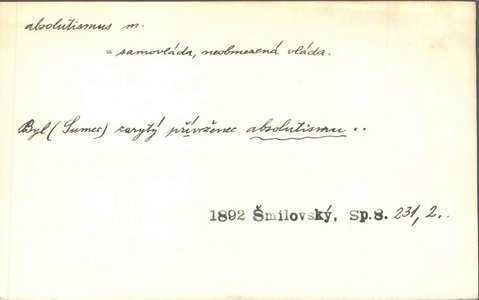 absolutismus m.
= samovláda, neobmezená vláda.
Byl (Sumec) zarytý přívrženec absolutismu ..
1892 Šmilovský, Sp.8. 231, 2..